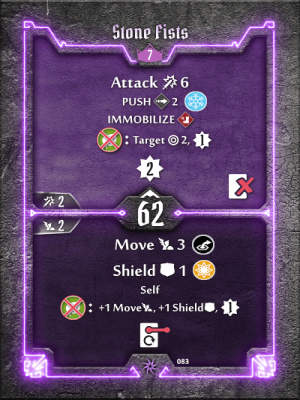 Stone Fists
7
Attack 6
PUSH 2
IMMOBILIZE
: Target 2, 1
2
2
62
2
Move 3
Shield 1
Self
: +1 Move, +1 Shield, 1
083